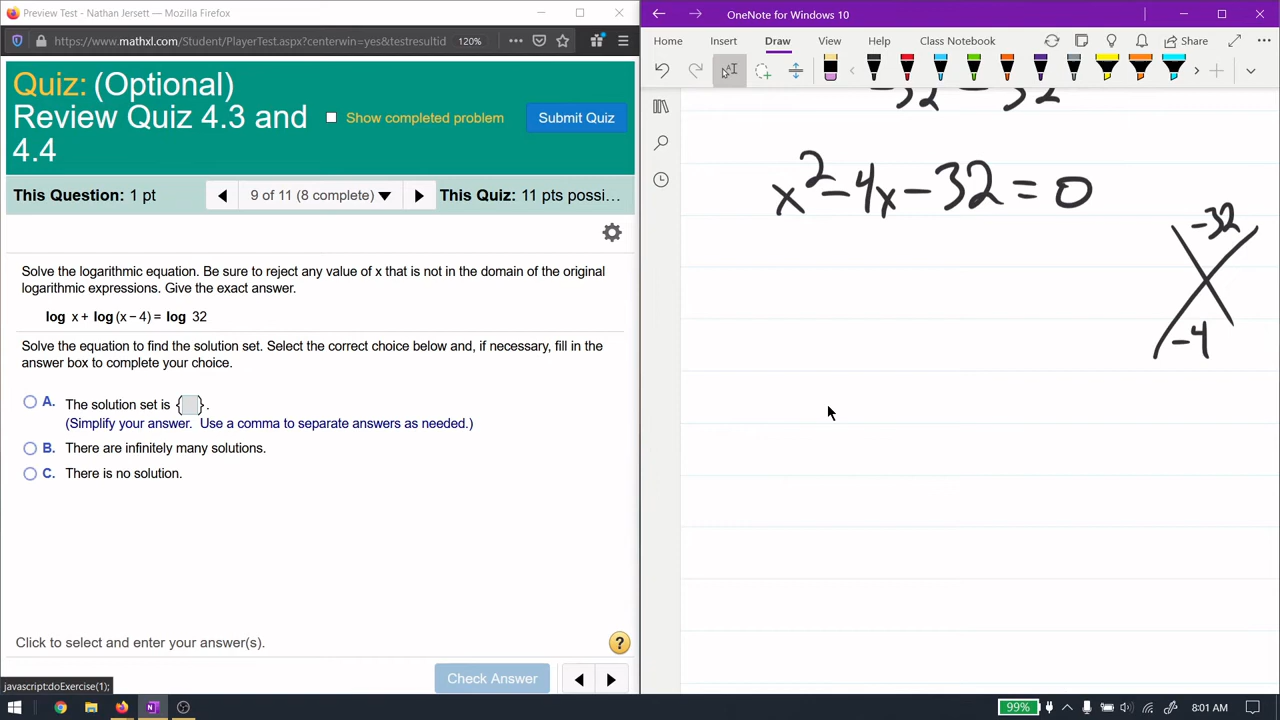 Preview Test - Nathan Jersett — Mozilla Firefox
https://www.mathxl.com/Student/PlayerTest.aspx?centerwin=yes&testresultid
120%
Quiz: (Optional)
Review Quiz 4.3 and
4.4
Show completed problem
Submit Quiz
This Question: 1 pt
9 of 11 (8 complete)
This Quiz: 11 pts possi...
Solve the logarithmic equation. Be sure to reject any value of x that is not in the domain of the original
logarithmic expressions. Give the exact answer.
log x + log (x − 4) = log 32
Solve the equation to find the solution set. Select the correct choice below and, if necessary, fill in the
answer box to complete your choice.
A. The solution set is { }.
(Simplify your answer. Use a comma to separate answers as needed.)
B. There are infinitely many solutions.
C. There is no solution.
Click to select and enter your answer(s).
?
Check Answer
javascript:doExercise(1);
OneNote for Windows 10
Home Insert Draw View Help Class Notebook Share
-32 -32
x² - 4x - 32 = 0
-32
-4
99%
8:01 AM